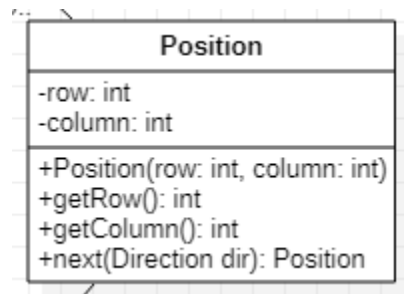 Position
-row: int
-column: int
+Position(row: int, column: int)
+getRow(): int
+getColumn(): int
+next(Direction dir): Position